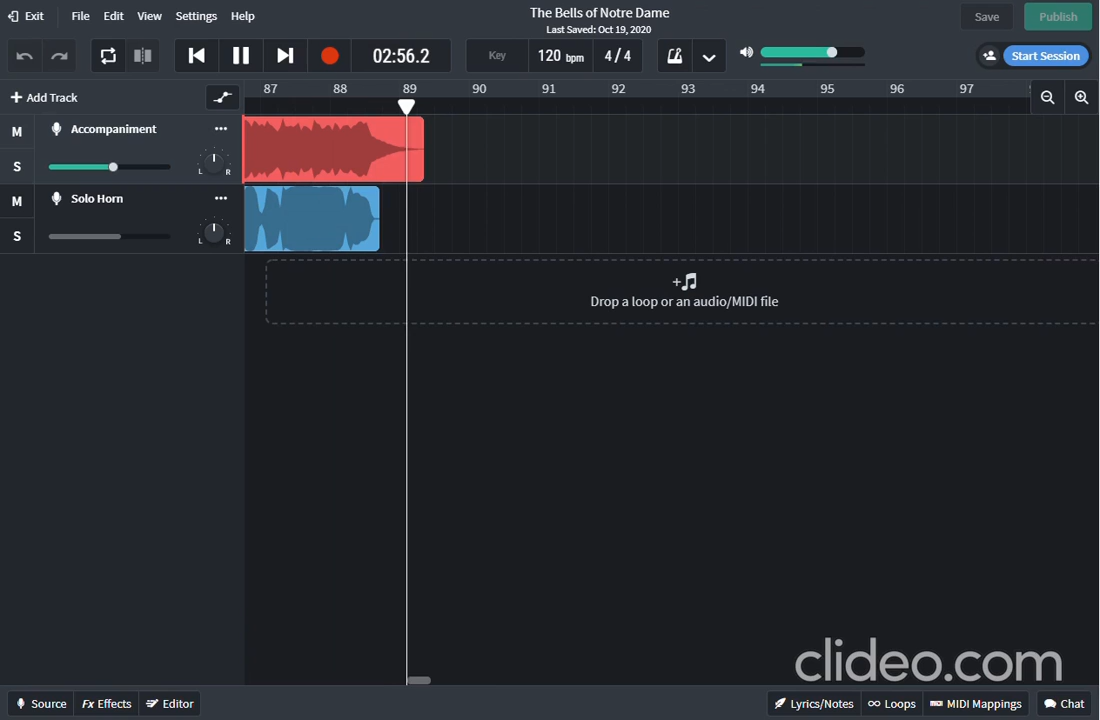 Exit File Edit View Settings Help
The Bells of Notre Dame
Last Saved: Oct 19, 2020
Save Publish
02:56.2 Key 120 bpm 4 / 4
Start Session
Add Track
87 88 89 90 91 92 93 94 95 96 97
M Accompaniment
S L R
M Solo Horn
S L R
Drop a loop or an audio/MIDI file
clideo.com
Source Fx Effects Editor Lyrics/Notes Loops MIDI Mappings Chat